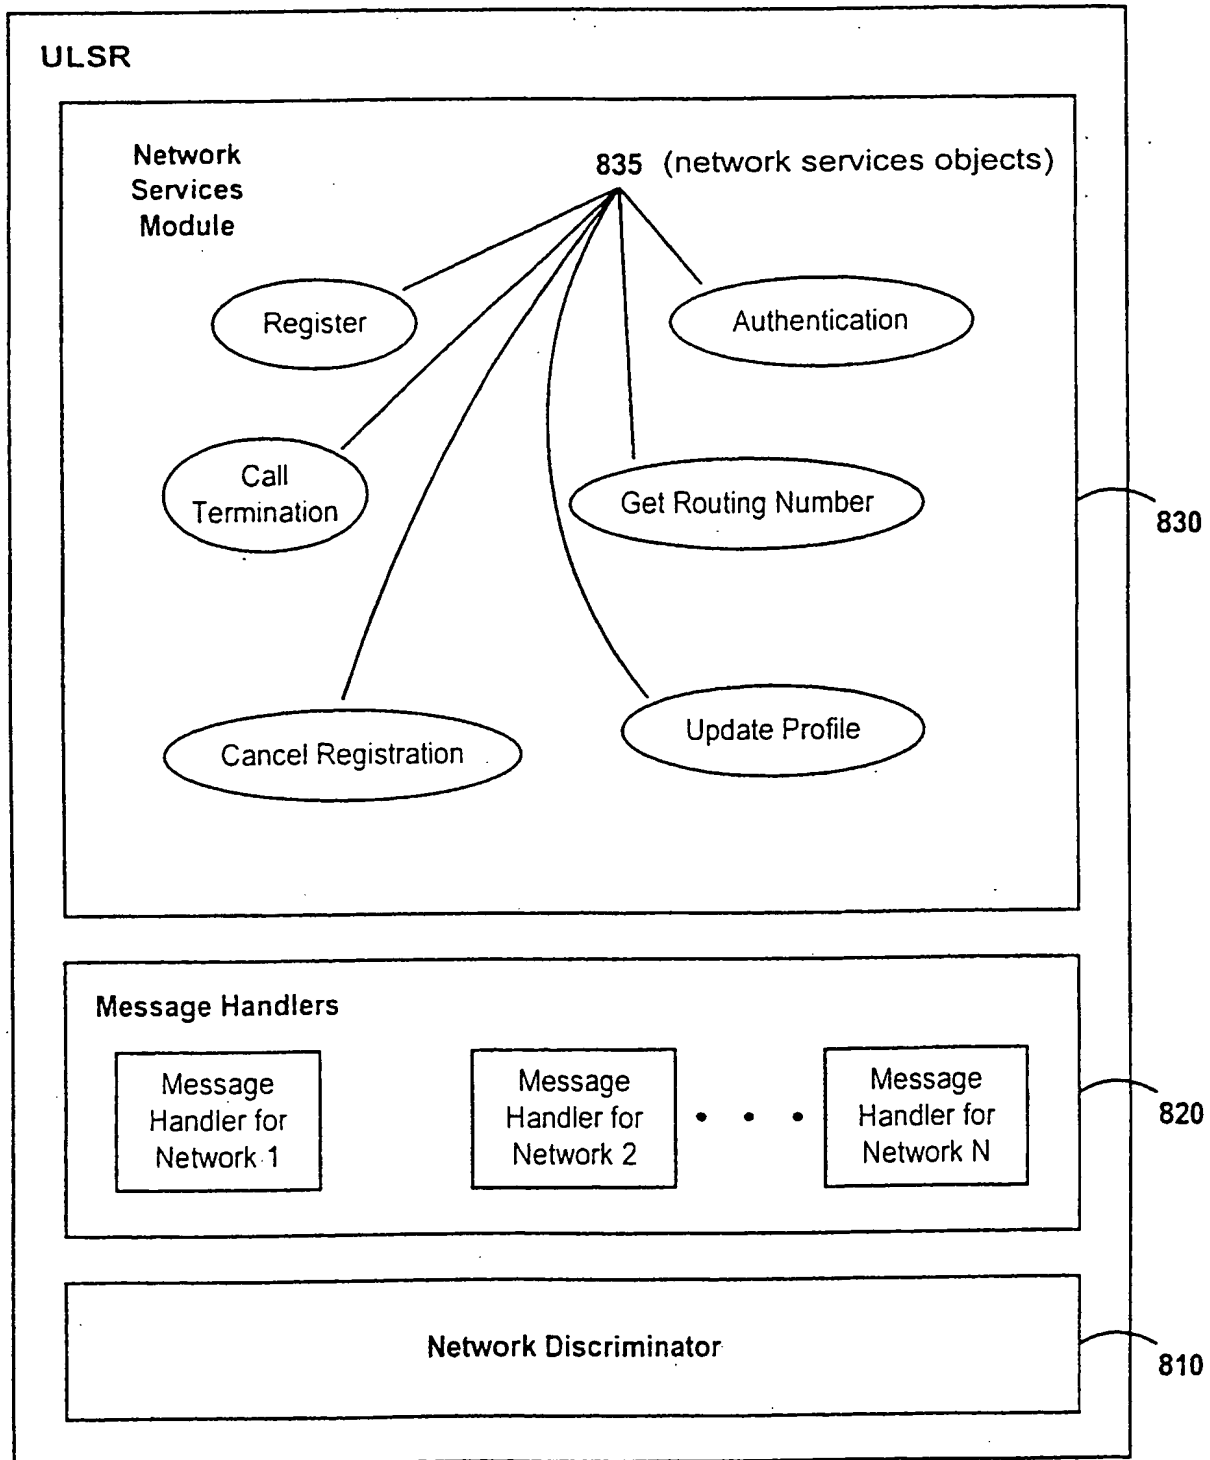 ULSR
Network
Services
Module
835 (network services objects)
Register
Authentication
Call
Termination
Get Routing Number
830
Cancel Registration
Update Profile
Message Handlers
Message
Handler for
Network 1
Message
Handler for
Network 2
Message
Handler for
Network N
820
Network Discriminator
810